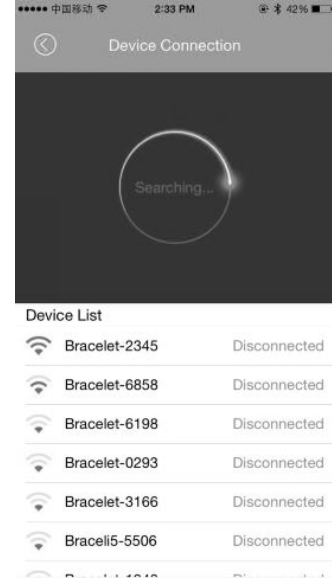 中国移动 2:33 PM 42%
Device Connection
Searching...
Device List
Bracelet-2345 Disconnected
Bracelet-6858 Disconnected
Bracelet-6198 Disconnected
Bracelet-0293 Disconnected
Bracelet-3166 Disconnected
Braceli5-5506 Disconnected